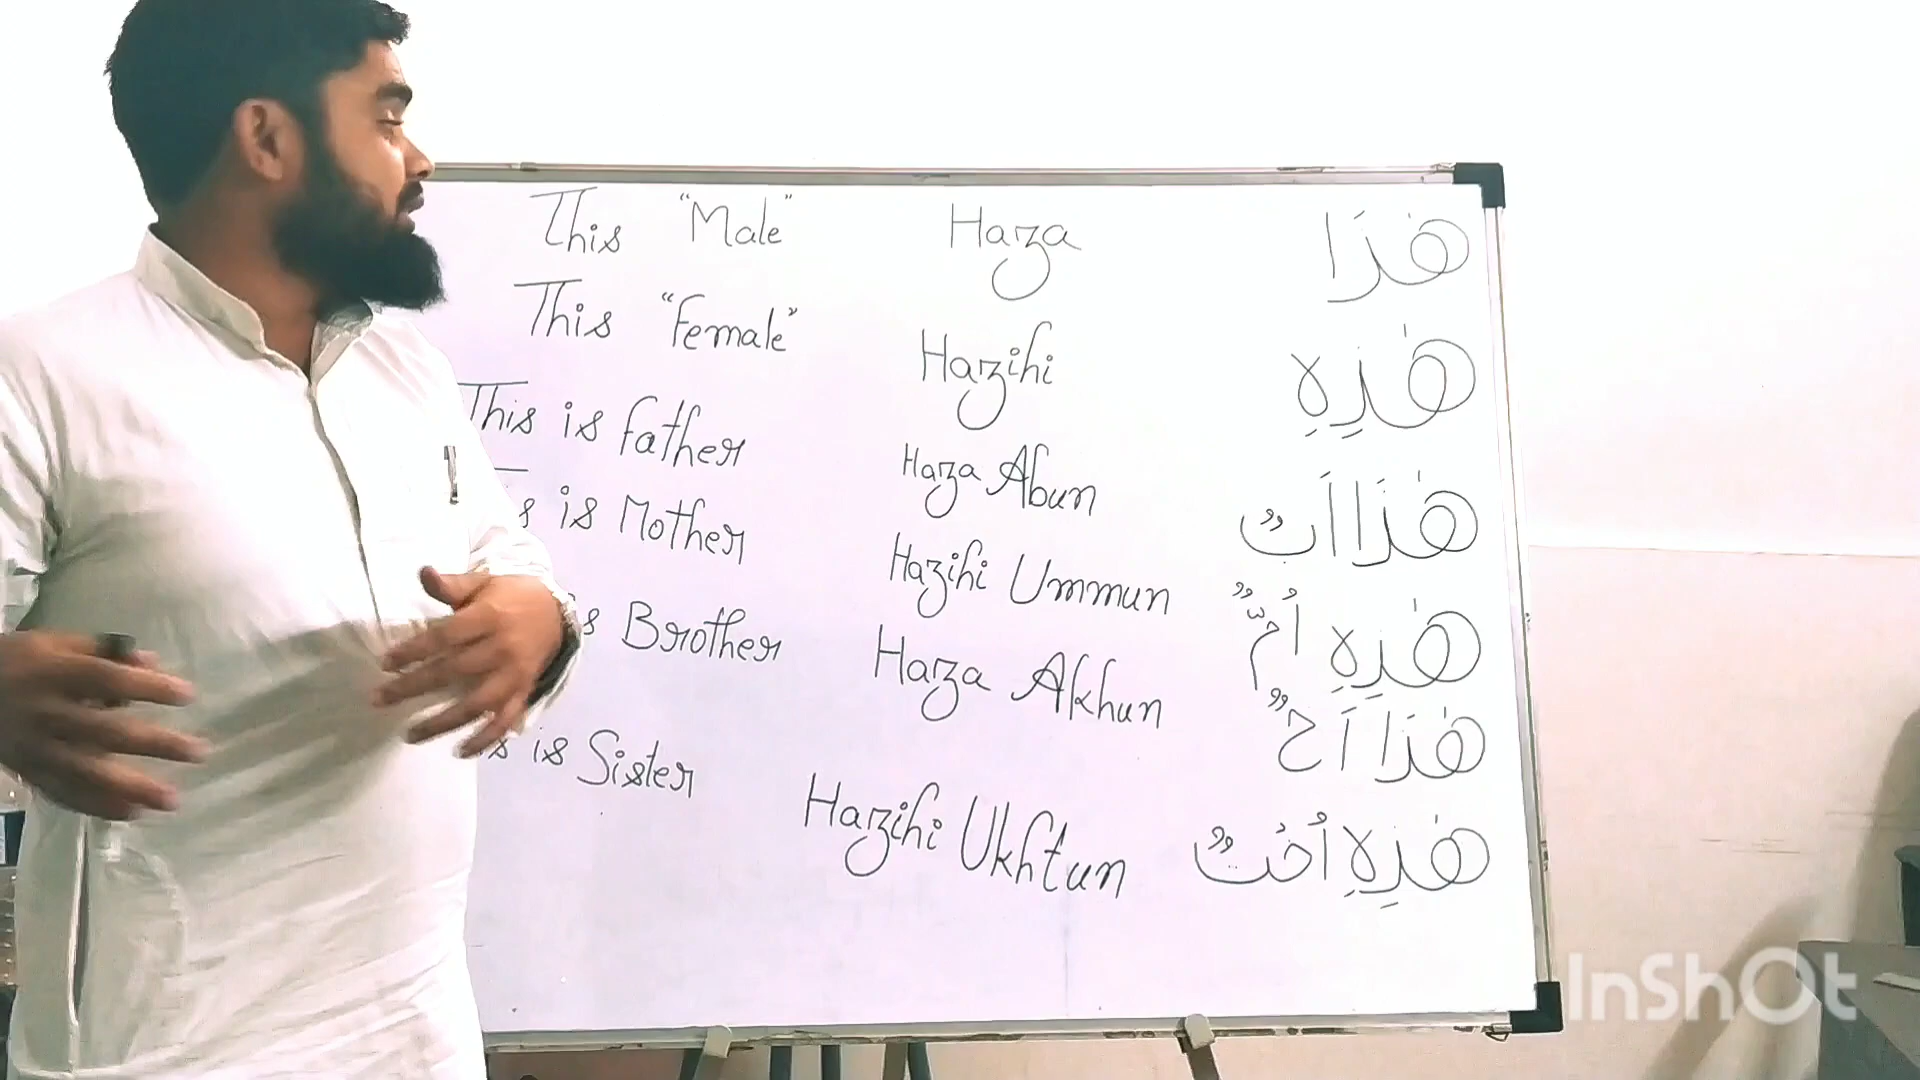 This "Male" Haza هٰذَا
This "Female" Hazihi هٰذِهِ
This is father Haza Abun هٰذَا اَبٌ
is Mother Hazihi Ummun هٰذِهِ اُمٌّ
Brother Haza Akhun هٰذَا اَخٌ
is Sister Hazihi Ukhtun هٰذِهِ اُخْتٌ
InShOt